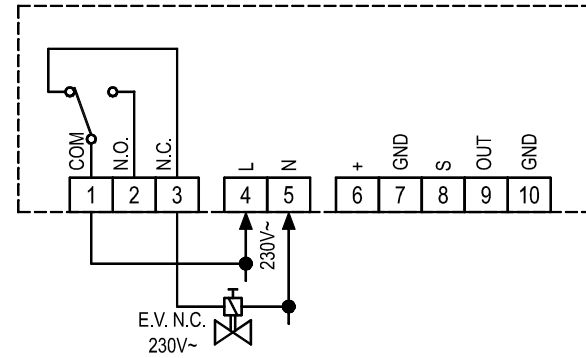 COM
N.O.
N.C.
L
N
+
GND
S
OUT
GND
1 2 3 4 5 6 7 8 9 10
230V~
E.V. N.C.
230V~